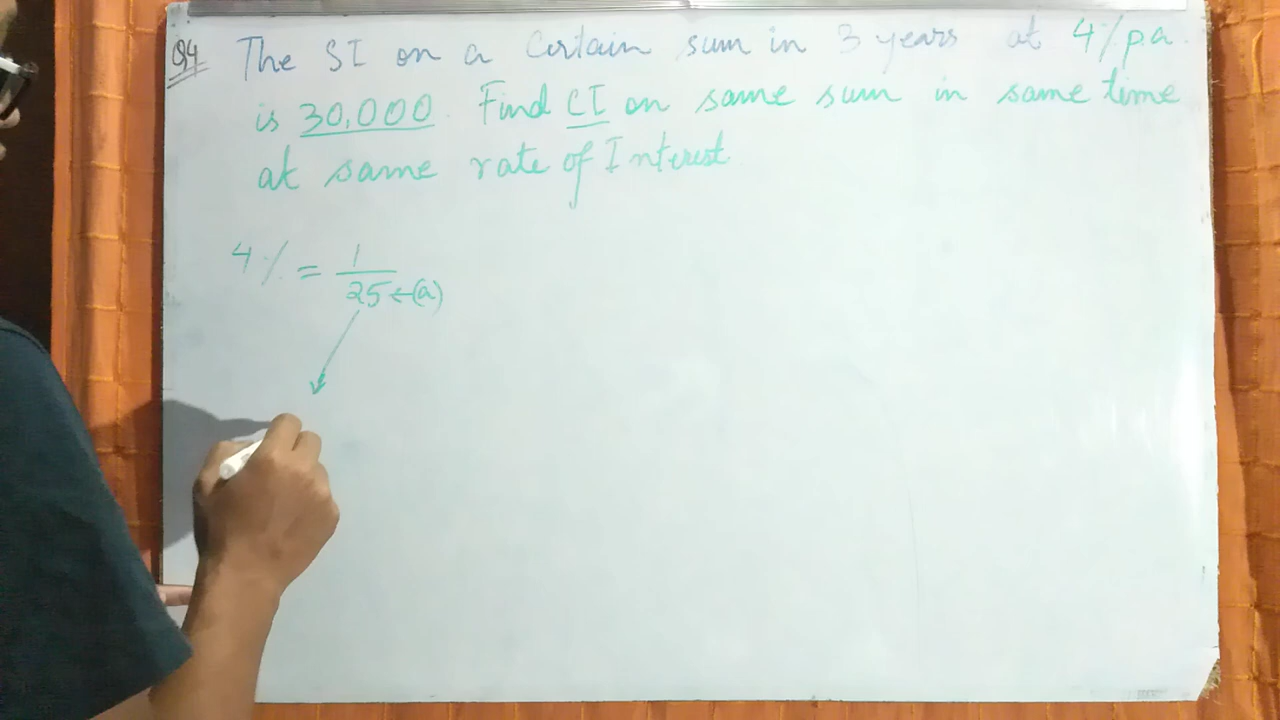 Q4 The SI on a Certain sum in 3 years at 4% p.a.
is 30,000. Find CI on same sum in same time
at same rate of Interest
4% = 1/25 ← (a)